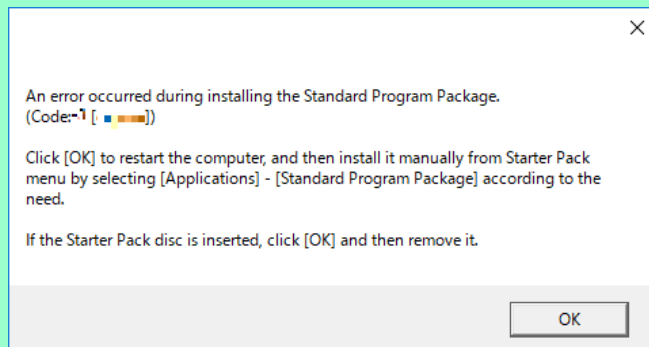 An error occurred during installing the Standard Program Package.
(Code:-1 [ ])
Click [OK] to restart the computer, and then install it manually from Starter Pack
menu by selecting [Applications] - [Standard Program Package] according to the
need.
If the Starter Pack disc is inserted, click [OK] and then remove it.
OK